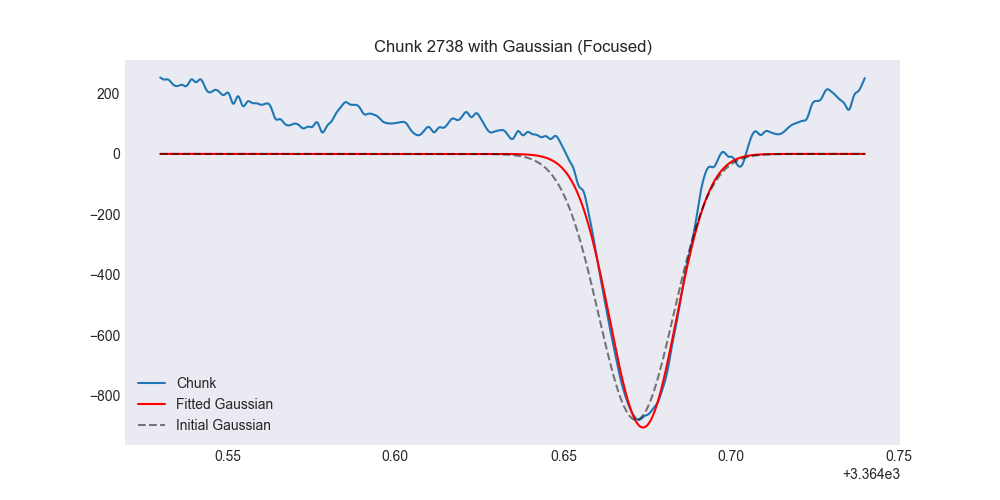 Chunk 2738 with Gaussian (Focused)
200
0
−200
−400
−600
−800
Chunk
Fitted Gaussian
Initial Gaussian
0.55 0.60 0.65 0.70 0.75
+3.364e3